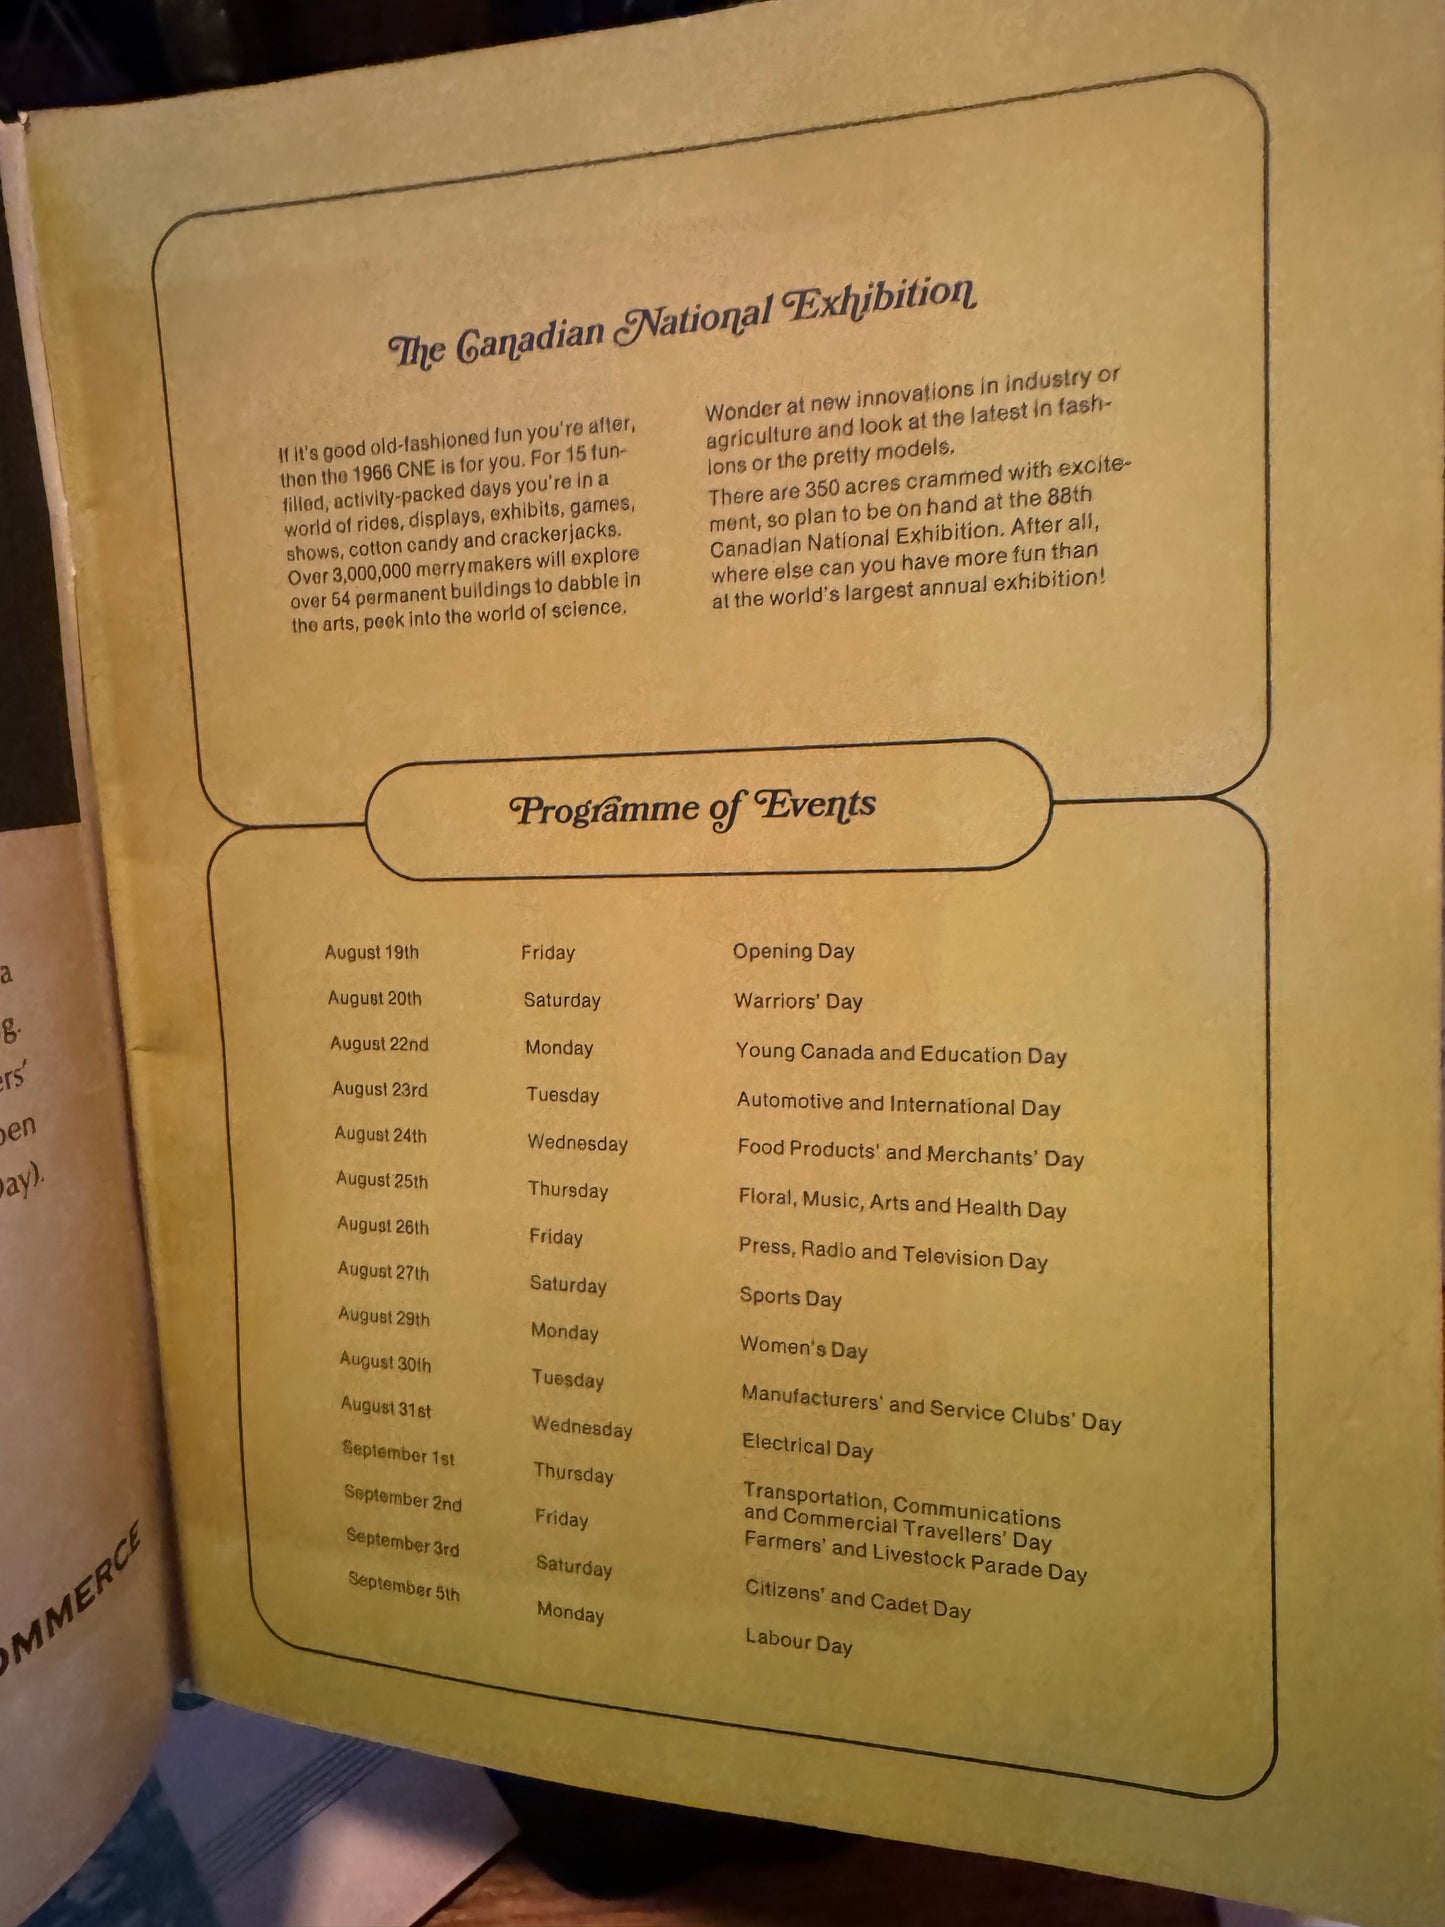 The Canadian National Exhibition
If it's good old-fashioned fun you're after,
then the 1966 CNE is for you. For 15 fun-
filled, activity-packed days you're in a
world of rides, displays, exhibits, games,
shows, cotton candy and crackerjacks.
Over 3,000,000 merrymakers will explore
over 54 permanent buildings to dabble in
the arts, peek into the world of science.
Wonder at new innovations in industry or
agriculture and look at the latest in fash-
ions or the pretty models.
There are 350 acres crammed with excite-
ment, so plan to be on hand at the 88th
Canadian National Exhibition. After all,
where else can you have more fun than
at the world's largest annual exhibition!
Programme of Events
August 19th Friday Opening Day
August 20th Saturday Warriors' Day
August 22nd Monday Young Canada and Education Day
August 23rd Tuesday Automotive and International Day
August 24th Wednesday Food Products' and Merchants' Day
August 25th Thursday Floral, Music, Arts and Health Day
August 26th Friday Press, Radio and Television Day
August 27th Saturday Sports Day
August 29th Monday Women's Day
August 30th Tuesday Manufacturers' and Service Clubs' Day
August 31st Wednesday Electrical Day
September 1st Thursday Transportation, Communications
and Commercial Travellers' Day
September 2nd Friday Farmers' and Livestock Parade Day
September 3rd Saturday Citizens' and Cadet Day
September 5th Monday Labour Day